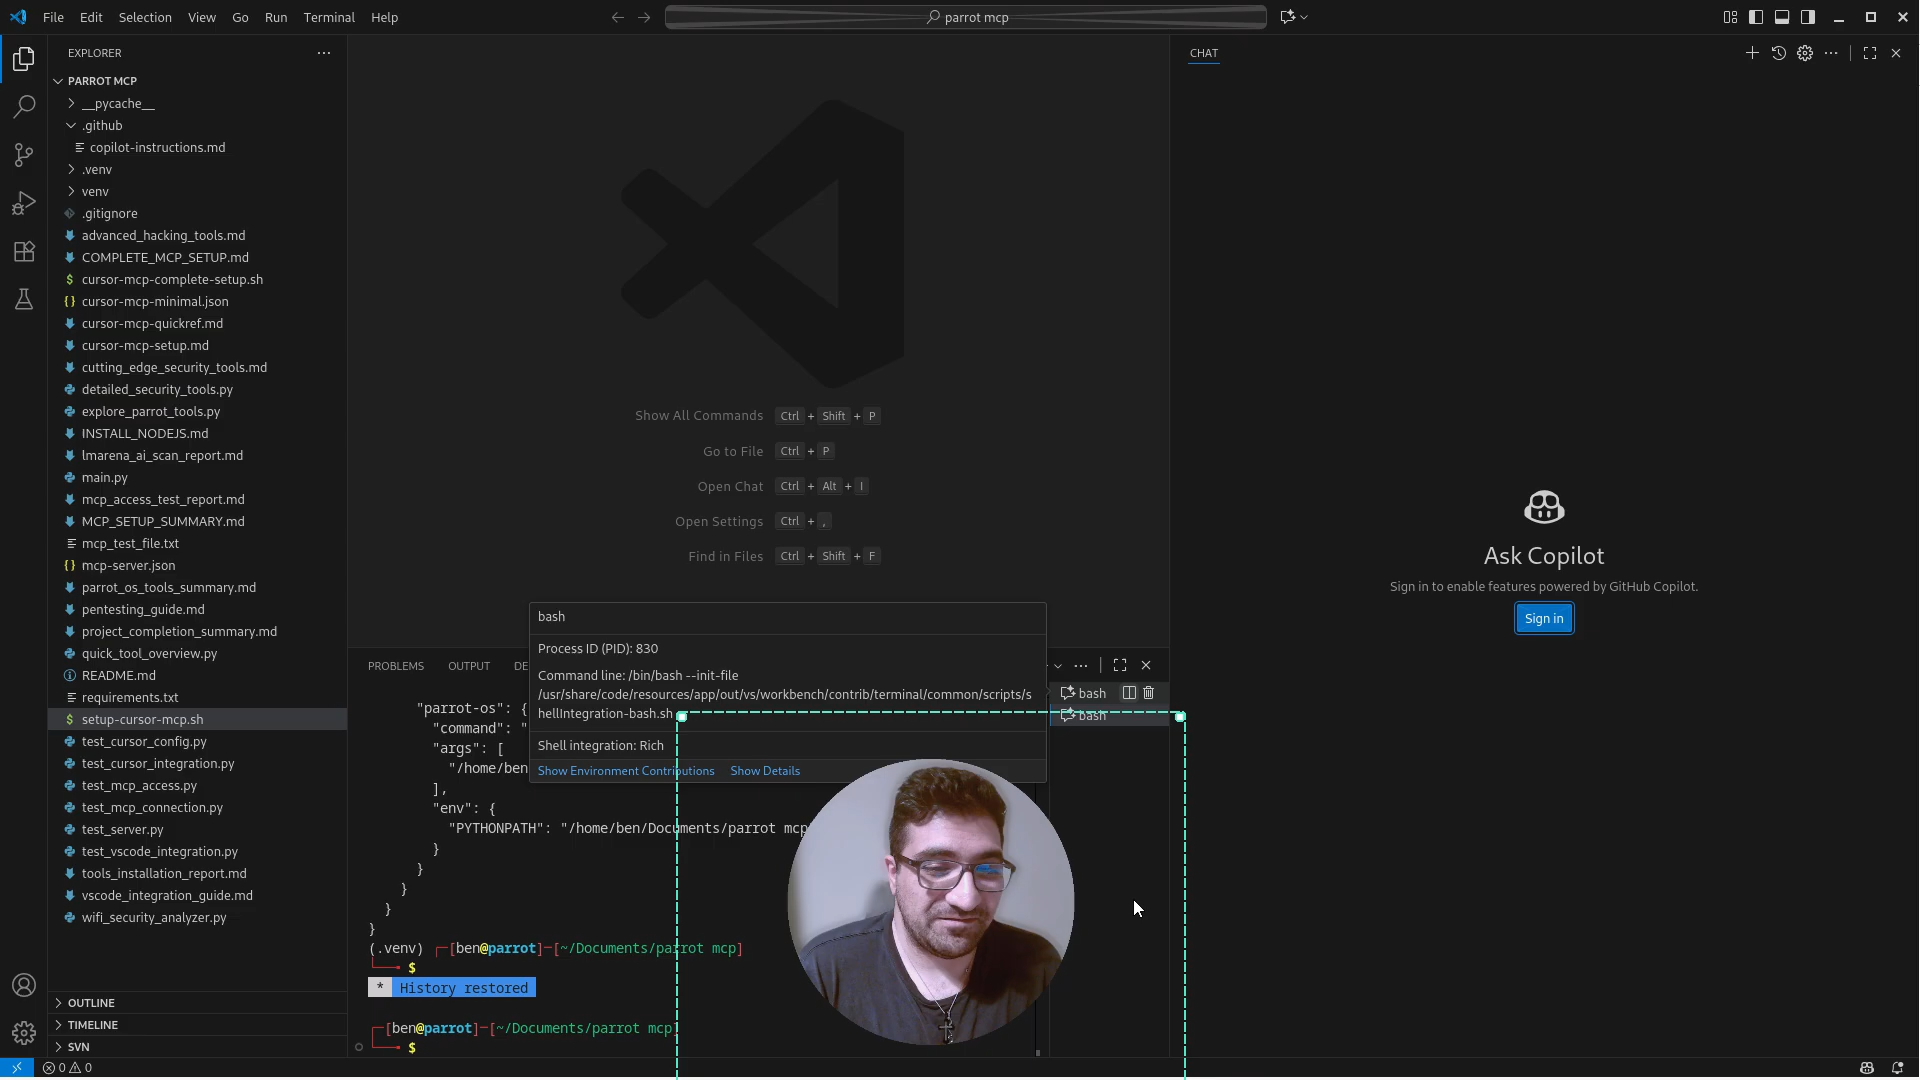 File Edit Selection View Go Run Terminal Help
parrot mcp
EXPLORER
PARROT MCP
__pycache__
.github
copilot-instructions.md
.venv
venv
.gitignore
advanced_hacking_tools.md
COMPLETE_MCP_SETUP.md
cursor-mcp-complete-setup.sh
cursor-mcp-minimal.json
cursor-mcp-quickref.md
cursor-mcp-setup.md
cutting_edge_security_tools.md
detailed_security_tools.py
explore_parrot_tools.py
INSTALL_NODEJS.md
lmarena_ai_scan_report.md
main.py
mcp_access_test_report.md
MCP_SETUP_SUMMARY.md
mcp_test_file.txt
mcp-server.json
parrot_os_tools_summary.md
pentesting_guide.md
project_completion_summary.md
quick_tool_overview.py
README.md
requirements.txt
setup-cursor-mcp.sh
test_cursor_config.py
test_cursor_integration.py
test_mcp_access.py
test_mcp_connection.py
test_server.py
test_vscode_integration.py
tools_installation_report.md
vscode_integration_guide.md
wifi_security_analyzer.py
OUTLINE
TIMELINE
SVN
0 0
Show All Commands Ctrl + Shift + P
Go to File Ctrl + P
Open Chat Ctrl + Alt + I
Open Settings Ctrl + ,
Find in Files Ctrl + Shift + F
PROBLEMS OUTPUT DE
bash
Process ID (PID): 830
Command line: /bin/bash --init-file
/usr/share/code/resources/app/out/vs/workbench/contrib/terminal/common/scripts/s
hellIntegration-bash.sh
Shell integration: Rich
Show Environment Contributions Show Details
bash
bash
"parrot-os": {
"command": "
"args": [
"/home/ben
],
"env": {
"PYTHONPATH": "/home/ben/Documents/parrot mcp
}
}
}
}
}
(.venv) ┌─[ben@parrot]─[~/Documents/parrot mcp]
└──╼ $
* History restored
┌─[ben@parrot]─[~/Documents/parrot mcp]
└──╼ $
CHAT
Ask Copilot
Sign in to enable features powered by GitHub Copilot.
Sign in